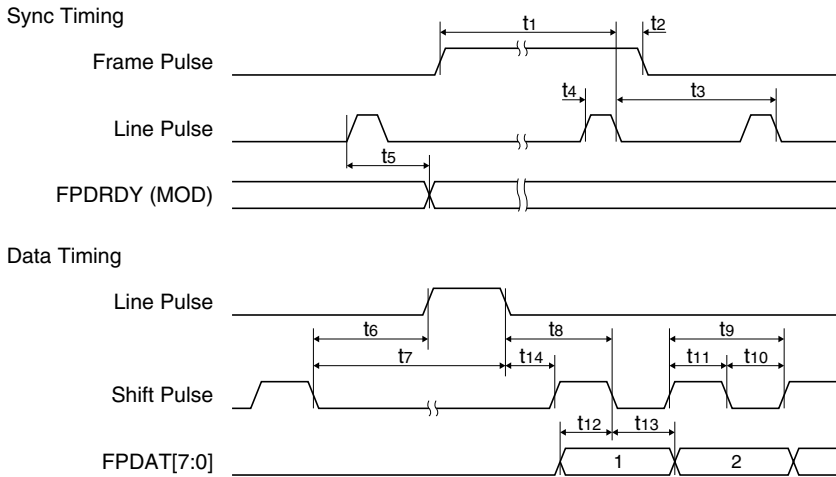 Sync Timing
t1 t2
Frame Pulse
t4 t3
Line Pulse
t5
FPDRDY (MOD)
Data Timing
Line Pulse
t6 t8 t9
t7 t14 t11 t10
Shift Pulse
t12 t13
FPDAT[7:0] 1 2